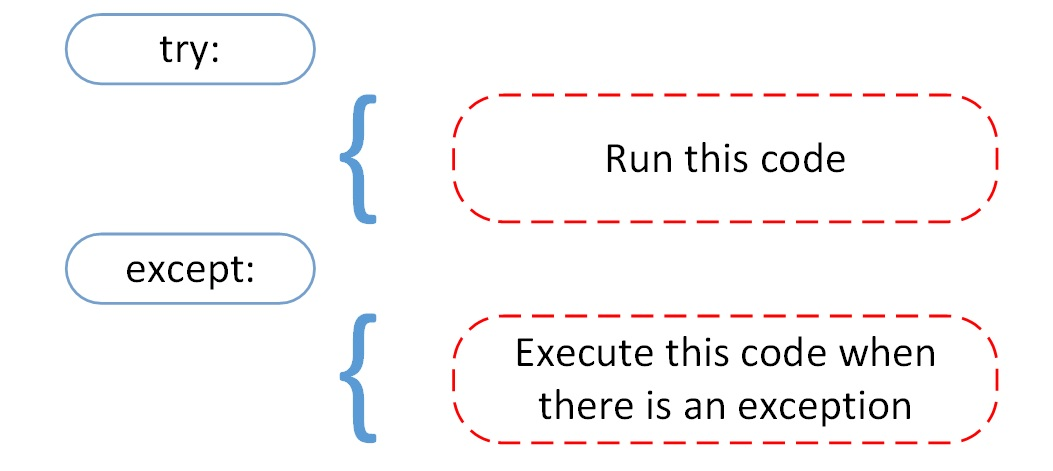 try:
Run this code
except:
Execute this code when
there is an exception